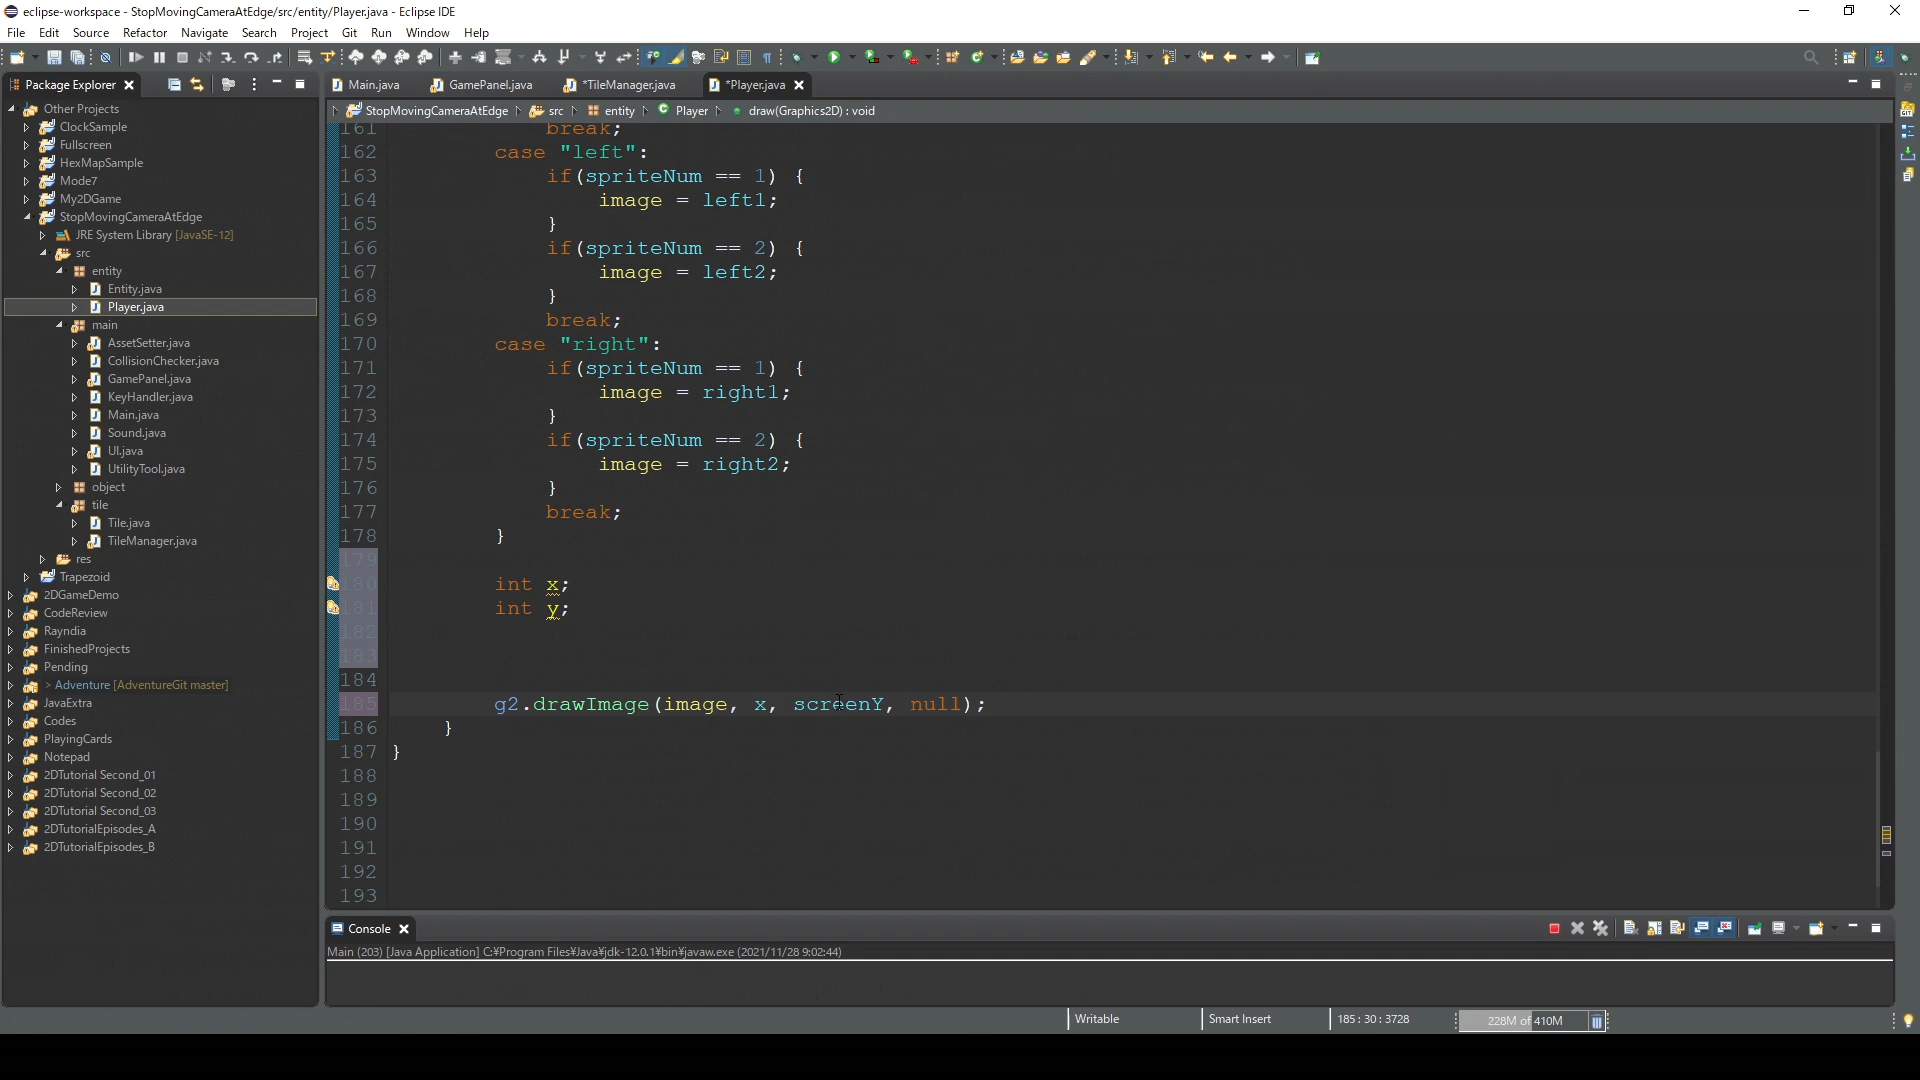 eclipse-workspace - StopMovingCameraAtEdge/src/entity/Player.java - Eclipse IDE
File Edit Source Refactor Navigate Search Project Git Run Window Help
Package Explorer
Main.java GamePanel.java *TileManager.java *Player.java
StopMovingCameraAtEdge src entity Player draw(Graphics2D) : void
Other Projects
ClockSample
Fullscreen
HexMapSample
Mode7
My2DGame
StopMovingCameraAtEdge
JRE System Library [JavaSE-12]
src
entity
Entity.java
Player.java
main
AssetSetter.java
CollisionChecker.java
GamePanel.java
KeyHandler.java
Main.java
Sound.java
UI.java
UtilityTool.java
object
tile
Tile.java
TileManager.java
res
Trapezoid
2DGameDemo
CodeReview
Rayndia
FinishedProjects
Pending
> Adventure [AdventureGit master]
JavaExtra
Codes
PlayingCards
Notepad
2DTutorial Second_01
2DTutorial Second_02
2DTutorial Second_03
2DTutorialEpisodes_A
2DTutorialEpisodes_B
161 break;
162 case "left":
163 if(spriteNum == 1) {
164 image = left1;
165 }
166 if(spriteNum == 2) {
167 image = left2;
168 }
169 break;
170 case "right":
171 if(spriteNum == 1) {
172 image = right1;
173 }
174 if(spriteNum == 2) {
175 image = right2;
176 }
177 break;
178 }
179
180 int x;
181 int y;
182
183
184
185 g2.drawImage(image, x, screenY, null);
186 }
187 }
188
189
190
191
192
193
Console
Main (203) [Java Application] C:¥Program Files¥Java¥jdk-12.0.1¥bin¥javaw.exe (2021/11/28 9:02:44)
Writable Smart Insert 185 : 30 : 3728 228M of 410M